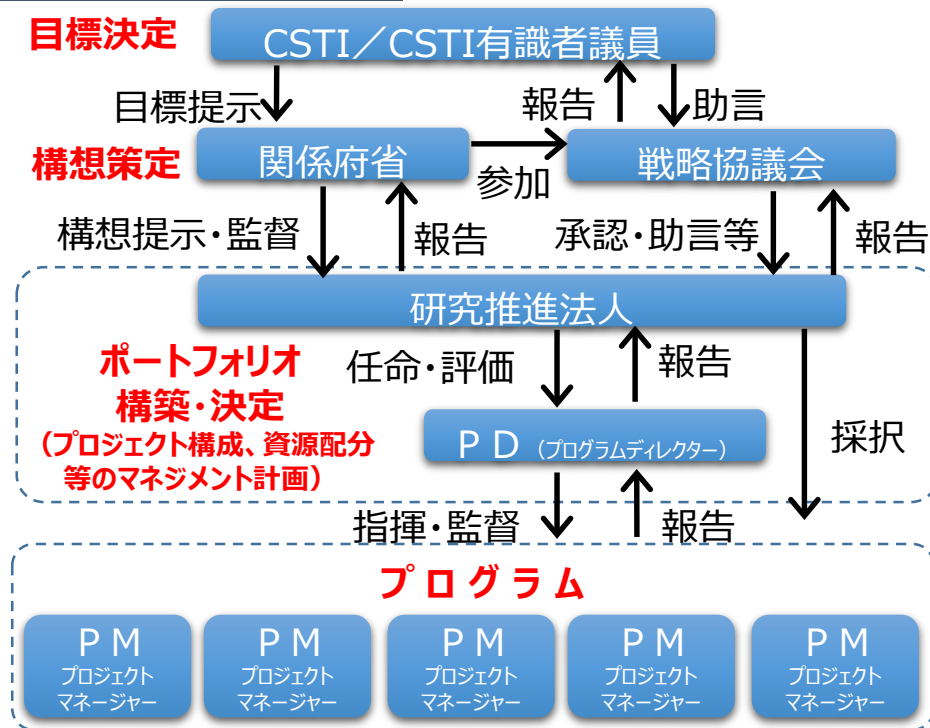 目標決定
CSTI／CSTI有識者議員
目標提示
報告
助言
構想策定
関係府省
参加
戦略協議会
構想提示・監督
報告
承認・助言等
報告
研究推進法人
ポートフォリオ
構築・決定
（プロジェクト構成、資源配分
等のマネジメント計画）
任命・評価
報告
採択
ＰＤ（プログラムディレクター）
指揮・監督
報告
プログラム
ＰＭ
プロジェクト
マネージャー
ＰＭ
プロジェクト
マネージャー
ＰＭ
プロジェクト
マネージャー
ＰＭ
プロジェクト
マネージャー
ＰＭ
プロジェクト
マネージャー